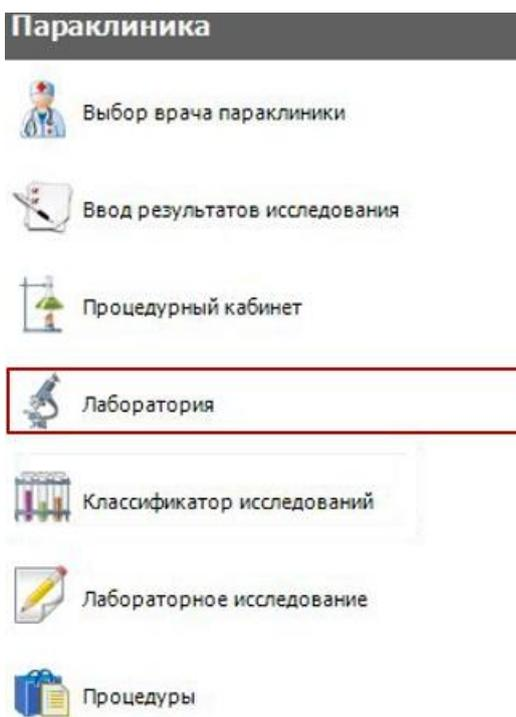 Параклиника
Выбор врача параклиники
Ввод результатов исследования
Процедурный кабинет
Лаборатория
Классификатор исследований
Лабораторное исследование
Процедуры